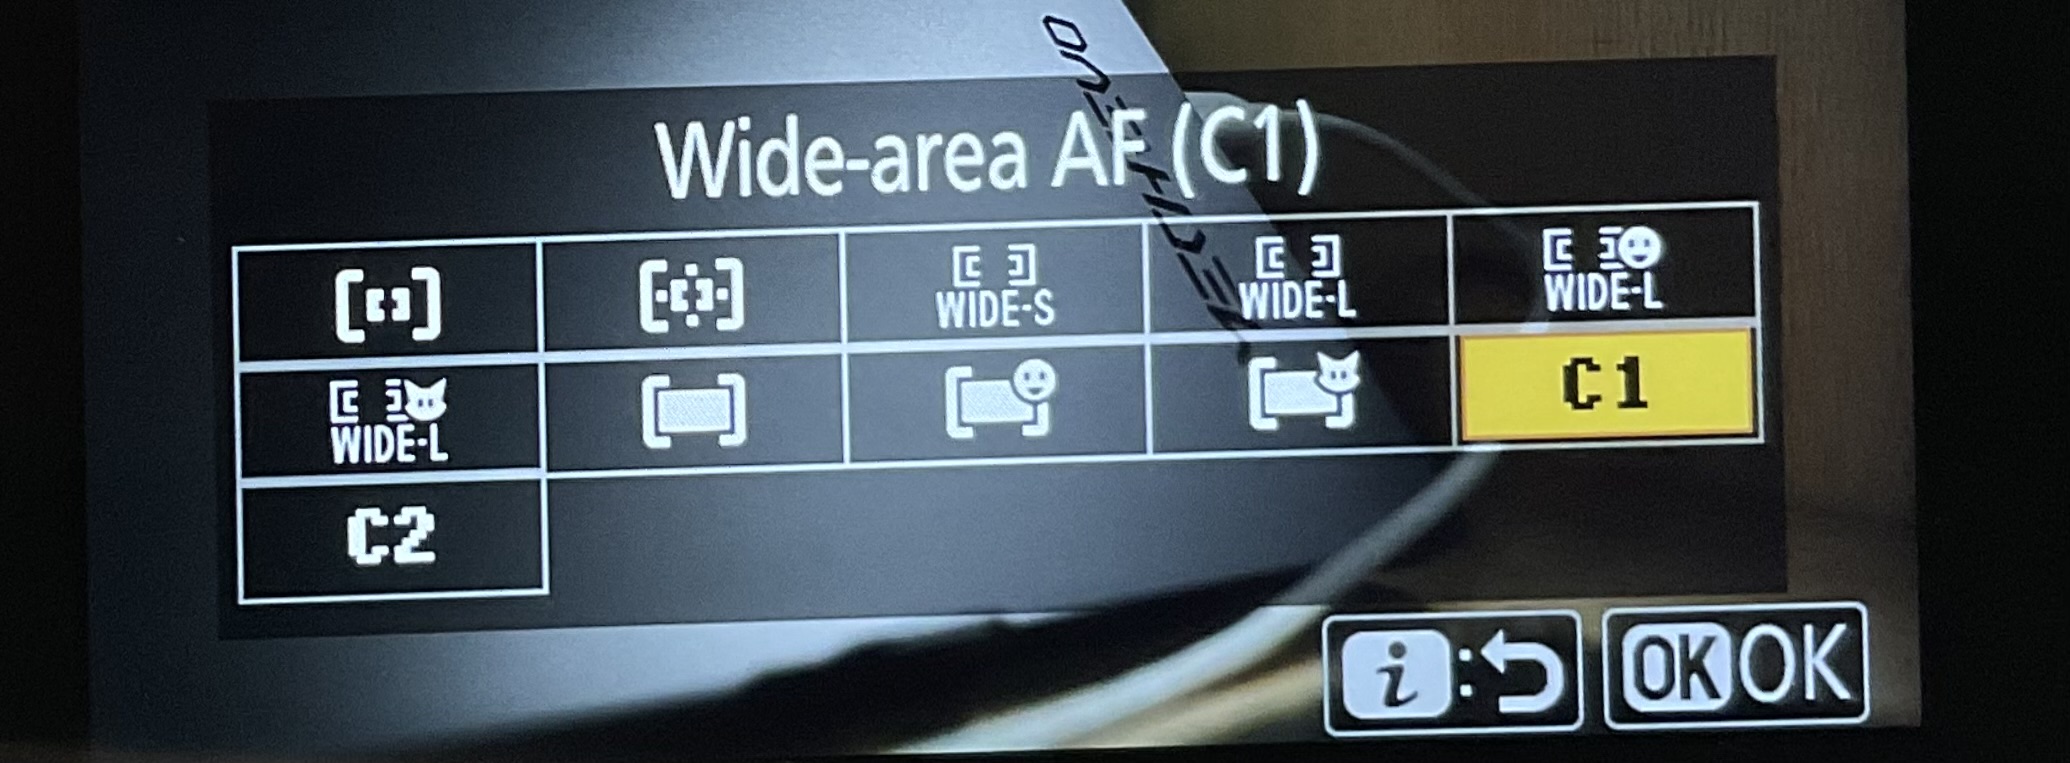 Wide-area AF (C1)
WIDE-S WIDE-L WIDE-L
WIDE-L C1
C2
i : OK OK